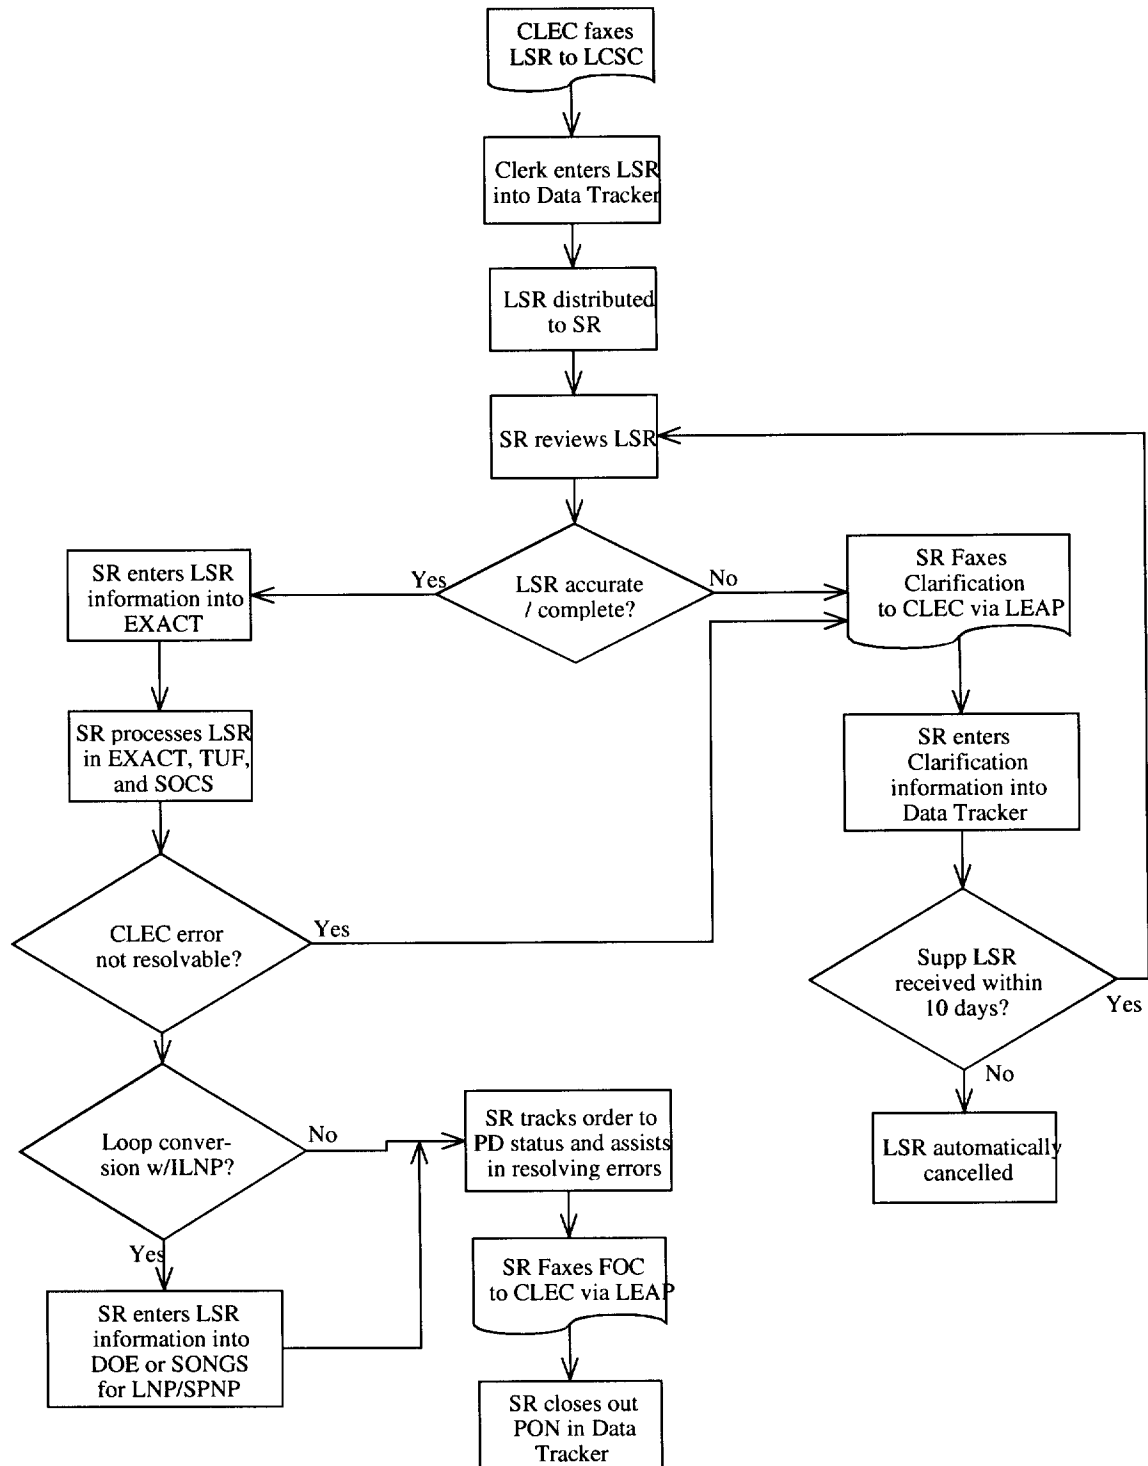 CLEC faxes
LSR to LCSC
Clerk enters LSR
into Data Tracker
LSR distributed
to SR
SR reviews LSR
LSR accurate
/ complete?
Yes
No
SR enters LSR
information into
EXACT
SR Faxes
Clarification
to CLEC via LEAP
SR processes LSR
in EXACT, TUF,
and SOCS
SR enters
Clarification
information into
Data Tracker
CLEC error
not resolvable?
Yes
Supp LSR
received within
10 days?
Yes
No
LSR automatically
cancelled
Loop conver-
sion w/ILNP?
No
Yes
SR tracks order to
PD status and assists
in resolving errors
SR enters LSR
information into
DOE or SONGS
for LNP/SPNP
SR Faxes FOC
to CLEC via LEAP
SR closes out
PON in Data
Tracker